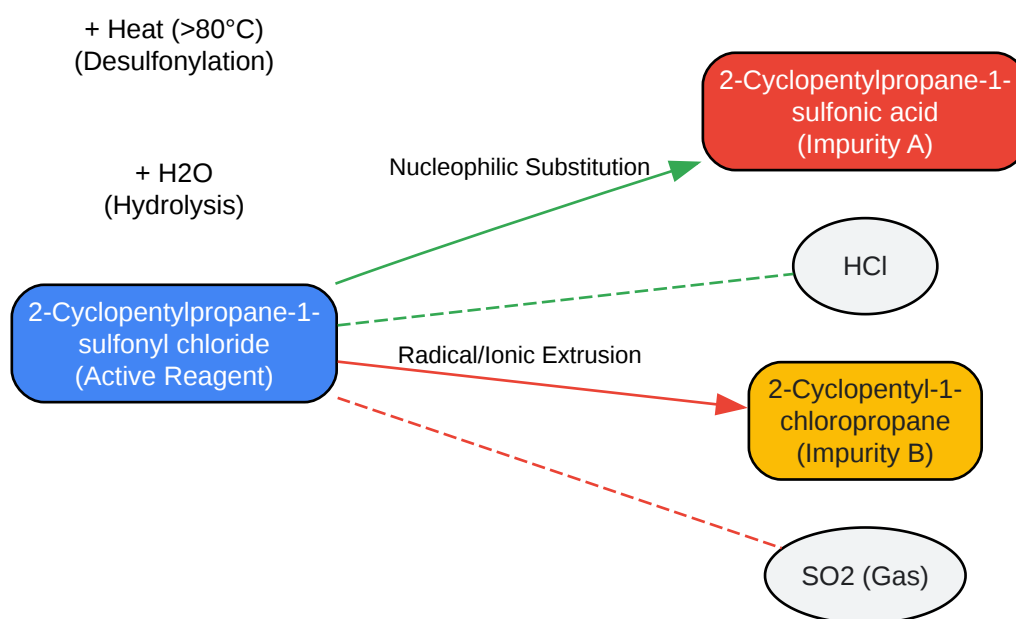 + Heat (>80°C)
(Desulfonylation)
+ H2O
(Hydrolysis)
2-Cyclopentylpropane-1-
sulfonyl chloride
(Active Reagent)
Nucleophilic Substitution
Radical/Ionic Extrusion
2-Cyclopentylpropane-1-
sulfonic acid
(Impurity A)
HCl
2-Cyclopentyl-1-
chloropropane
(Impurity B)
SO2 (Gas)